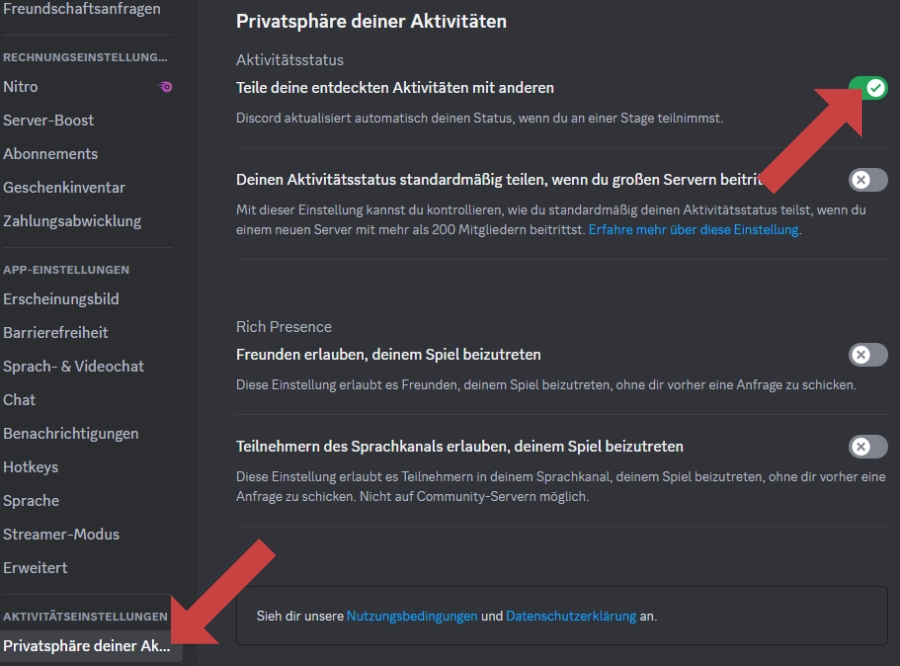 Freundschaftsanfragen
RECHNUNGSEINSTELLUNG...
Nitro
Server-Boost
Abonnements
Geschenkinventar
Zahlungsabwicklung
APP-EINSTELLUNGEN
Erscheinungsbild
Barrierefreiheit
Sprach- & Videochat
Chat
Benachrichtigungen
Hotkeys
Sprache
Streamer-Modus
Erweitert
AKTIVITÄTSEINSTELLUNGEN
Privatsphäre deiner Ak...
Privatsphäre deiner Aktivitäten
Aktivitätsstatus
Teile deine entdeckten Aktivitäten mit anderen
Discord aktualisiert automatisch deinen Status, wenn du an einer Stage teilnimmst.
Deinen Aktivitätsstatus standardmäßig teilen, wenn du großen Servern
Mit dieser Einstellung kannst du kontrollieren, wie du standardmäßig deinen Aktivitätsstatus teilst, wenn du
einem neuen Server mit mehr als 200 Mitgliedern beitrittst. Erfahre mehr über diese Einstellung.
Rich Presence
Freunden erlauben, deinem Spiel beizutreten
Diese Einstellung erlaubt es Freunden, deinem Spiel beizutreten, ohne dir vorher eine Anfrage zu schicken.
Teilnehmern des Sprachkanals erlauben, deinem Spiel beizutreten
Diese Einstellung erlaubt es Teilnehmern in deinem Sprachkanal, deinem Spiel beizutreten, ohne dir vorher eine
Anfrage zu schicken. Nicht auf Community-Servern möglich.
Sieh dir unsere Nutzungsbedingungen und Datenschutzerklärung an.